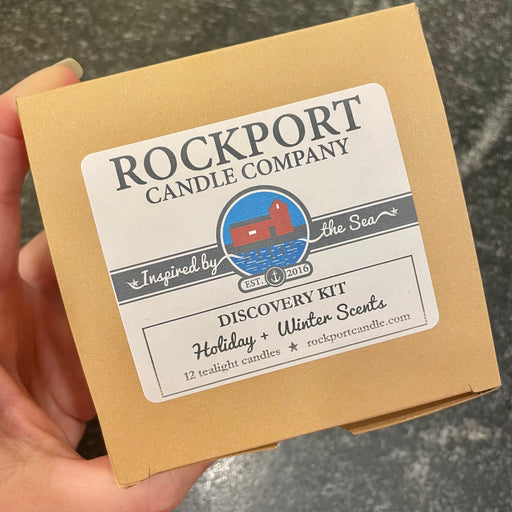 ROCKPORT
CANDLE COMPANY
Inspired by the Sea
EST. 2016
DISCOVERY KIT
Holiday + Winter Scents
12 tealight candles ★ rockportcandle.com